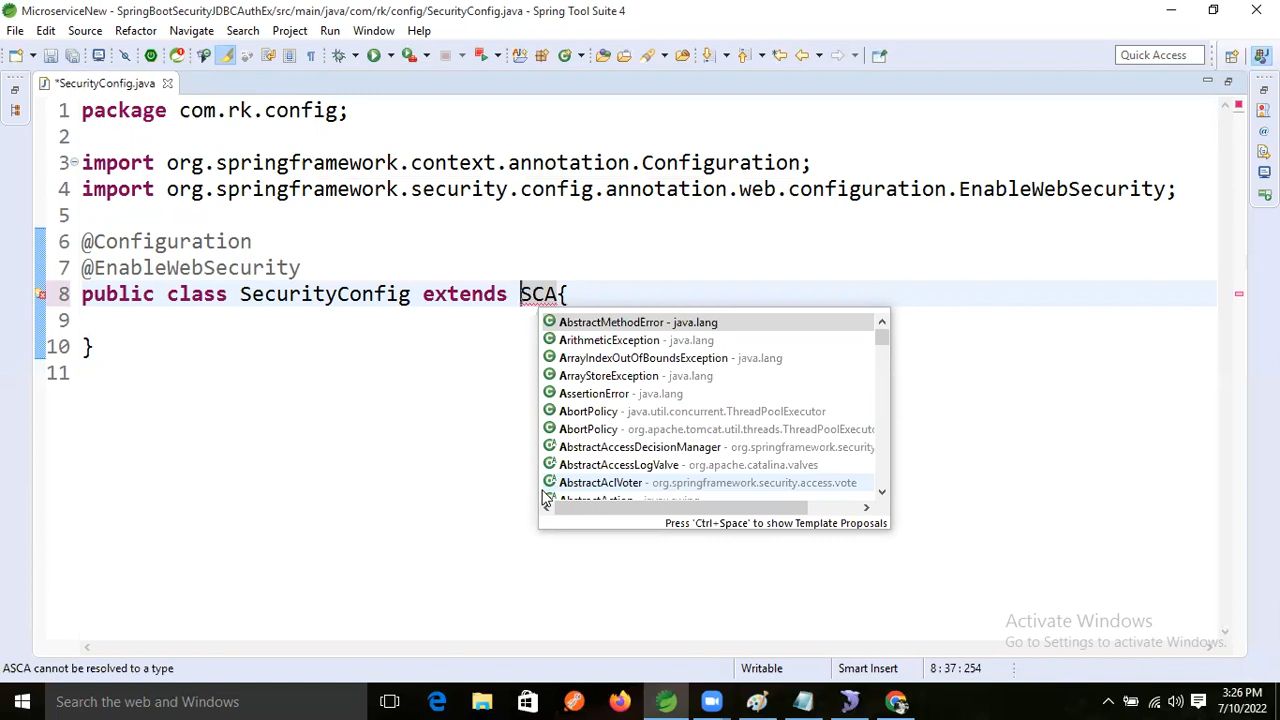 MicroserviceNew - SpringBootSecurityJDBCAuthEx/src/main/java/com/rk/config/SecurityConfig.java - Spring Tool Suite 4
File Edit Source Refactor Navigate Search Project Run Window Help
Quick Access
*SecurityConfig.java
1 package com.rk.config;
2
3 import org.springframework.context.annotation.Configuration;
4 import org.springframework.security.config.annotation.web.configuration.EnableWebSecurity;
5
6 @Configuration
7 @EnableWebSecurity
8 public class SecurityConfig extends SCA{
9
10 }
11
AbstractMethodError - java.lang
ArithmeticException - java.lang
ArrayIndexOutOfBoundsException - java.lang
ArrayStoreException - java.lang
AssertionError - java.lang
AbortPolicy - java.util.concurrent.ThreadPoolExecutor
AbortPolicy - org.apache.tomcat.util.threads.ThreadPoolExecuto
AbstractAccessDecisionManager - org.springframework.security
AbstractAccessLogValve - org.apache.catalina.valves
AbstractAclVoter - org.springframework.security.access.vote
AbstractAction - javax.swing
Press 'Ctrl+Space' to show Template Proposals
Activate Windows
Go to Settings to activate Windows.
ASCA cannot be resolved to a type
Writable
Smart Insert
8 : 37 : 254
Search the web and Windows
3:26 PM
7/10/2022